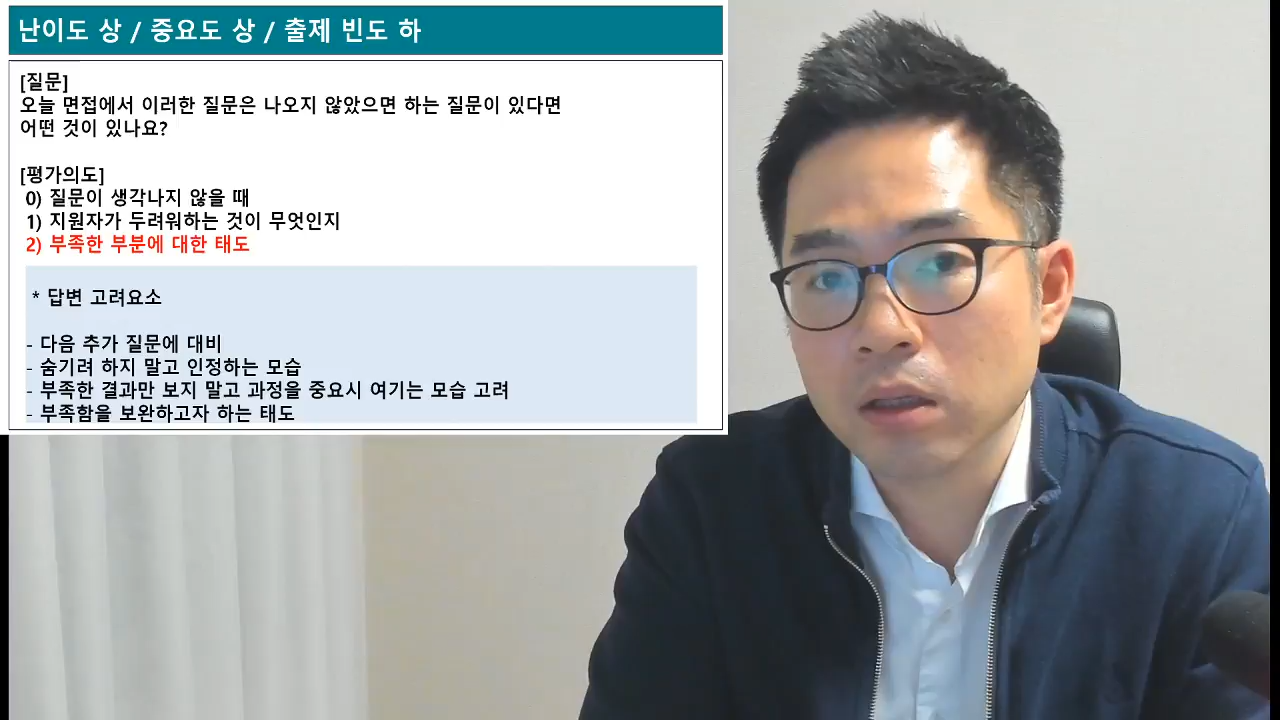 난이도 상 / 중요도 상 / 출제 빈도 하
[질문]
오늘 면접에서 이러한 질문은 나오지 않았으면 하는 질문이 있다면
어떤 것이 있나요?
[평가의도]
0) 질문이 생각나지 않을 때
1) 지원자가 두려워하는 것이 무엇인지
2) 부족한 부분에 대한 태도
* 답변 고려요소
- 다음 추가 질문에 대비
- 숨기려 하지 말고 인정하는 모습
- 부족한 결과만 보지 말고 과정을 중요시 여기는 모습 고려
- 부족함을 보완하고자 하는 태도